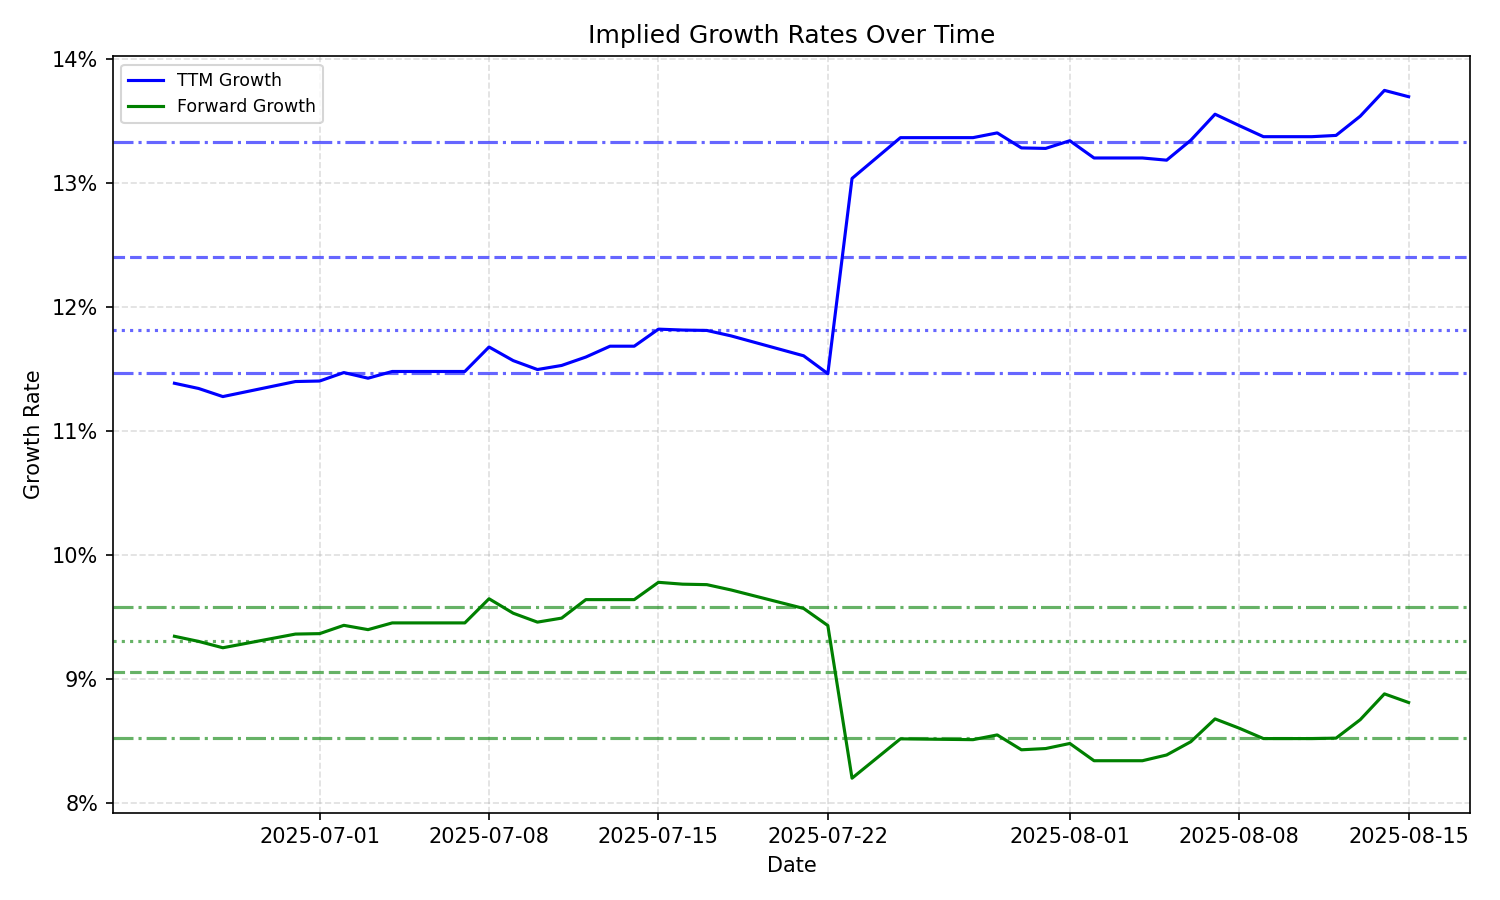 Implied Growth Rates Over Time
TTM Growth
Forward Growth
14%
13%
12%
11%
10%
9%
8%
Growth Rate
2025-07-01
2025-07-08
2025-07-15
2025-07-22
2025-08-01
2025-08-08
2025-08-15
Date